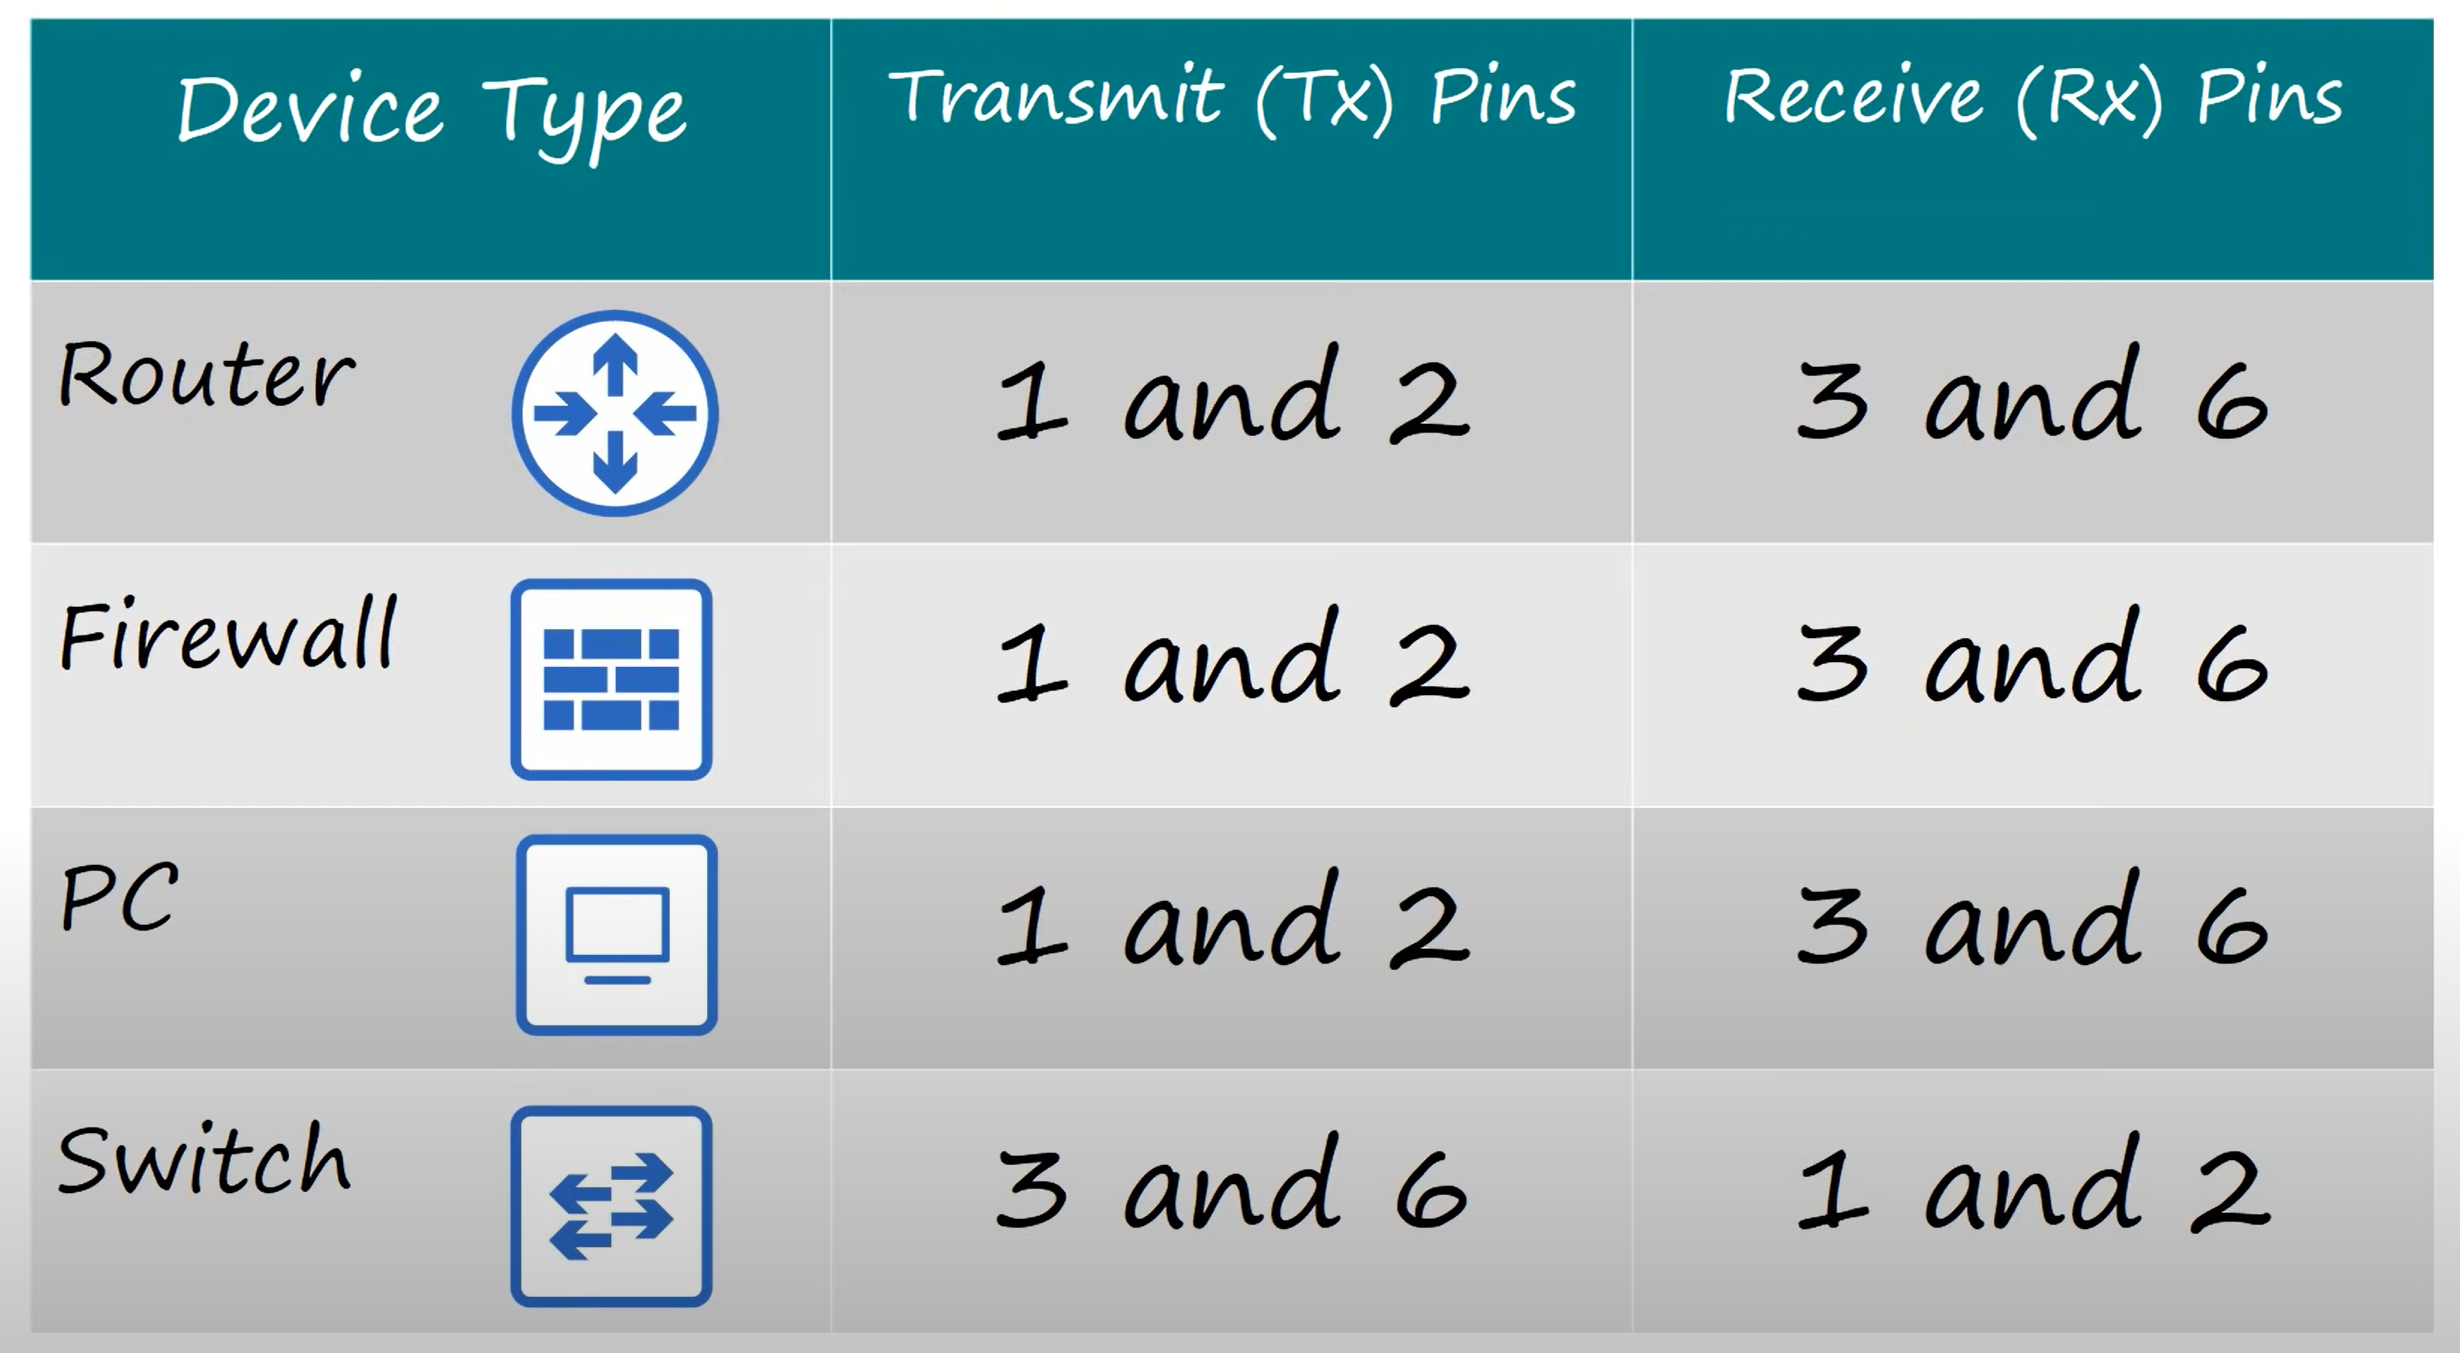 Device Type
Transmit (Tx) Pins
Receive (Rx) Pins
Router
1 and 2
3 and 6
Firewall
1 and 2
3 and 6
PC
1 and 2
3 and 6
Switch
3 and 6
1 and 2